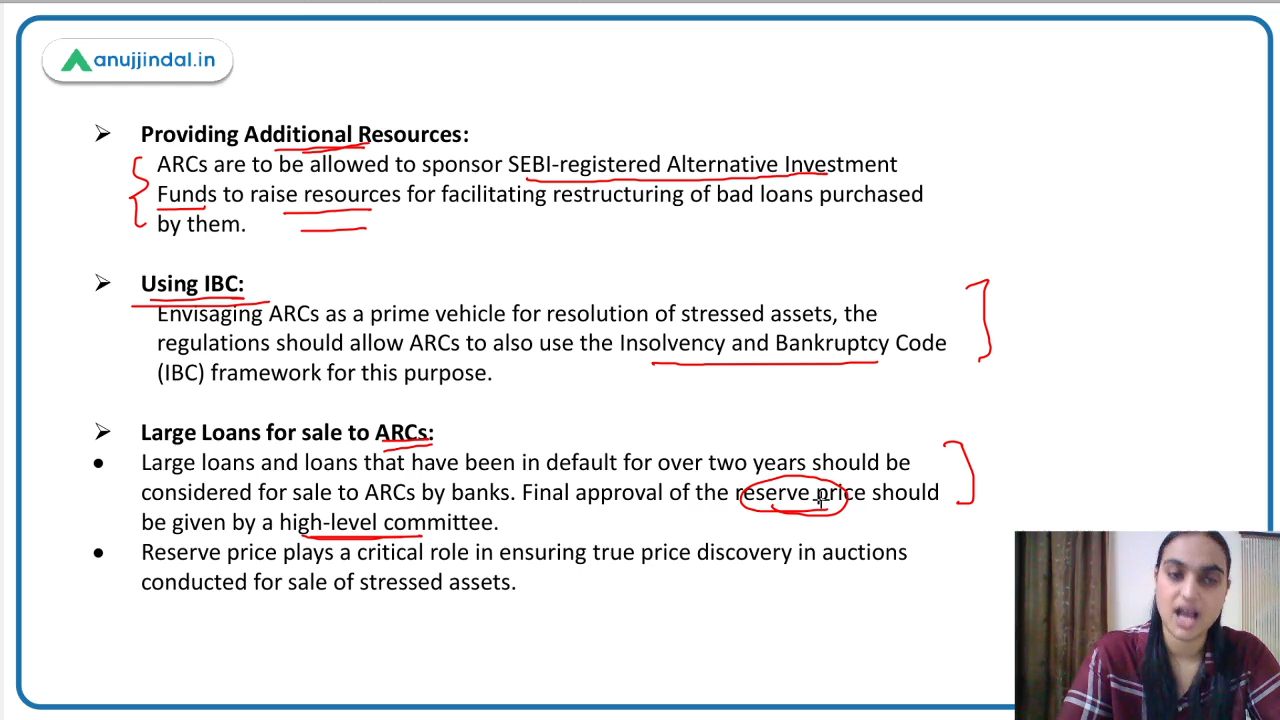 anujjindal.in
➢ Providing Additional Resources:
ARCs are to be allowed to sponsor SEBI-registered Alternative Investment
Funds to raise resources for facilitating restructuring of bad loans purchased
by them.
➢ Using IBC:
Envisaging ARCs as a prime vehicle for resolution of stressed assets, the
regulations should allow ARCs to also use the Insolvency and Bankruptcy Code
(IBC) framework for this purpose.
➢ Large Loans for sale to ARCs:
• Large loans and loans that have been in default for over two years should be
considered for sale to ARCs by banks. Final approval of the reserve price should
be given by a high-level committee.
• Reserve price plays a critical role in ensuring true price discovery in auctions
conducted for sale of stressed assets.